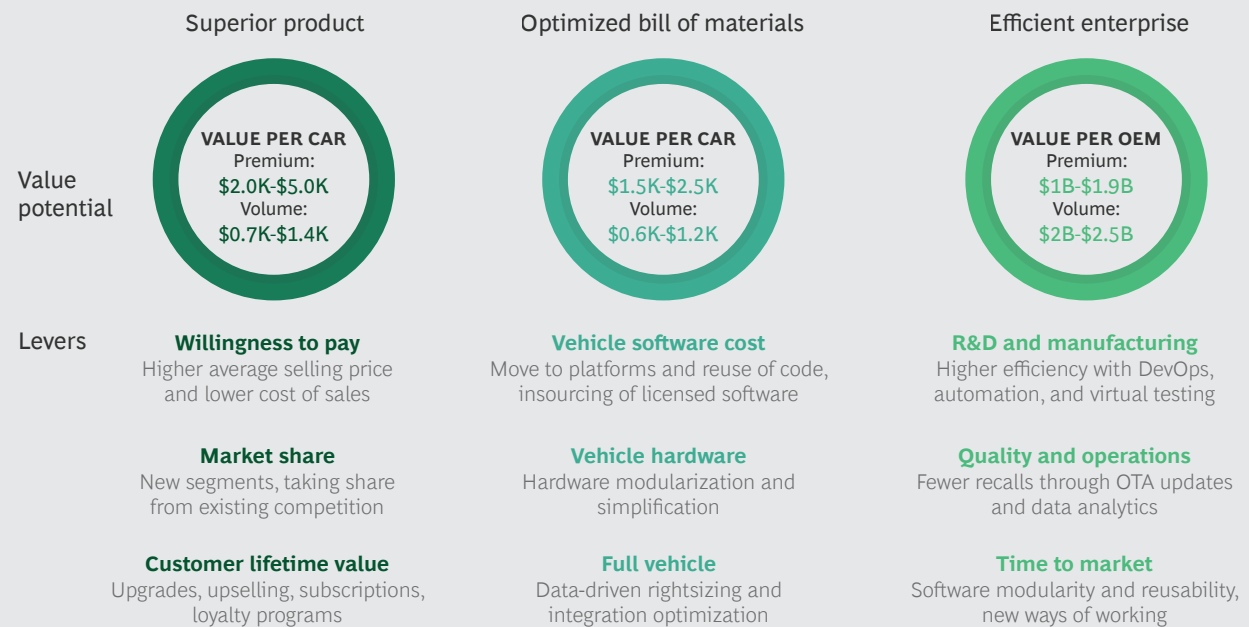 Superior product
Optimized bill of materials
Efficient enterprise
Value
potential
VALUE PER CAR
Premium:
$2.0K-$5.0K
Volume:
$0.7K-$1.4K
VALUE PER CAR
Premium:
$1.5K-$2.5K
Volume:
$0.6K-$1.2K
VALUE PER OEM
Premium:
$1B-$1.9B
Volume:
$2B-$2.5B
Levers
Willingness to pay
Higher average selling price
and lower cost of sales
Vehicle software cost
Move to platforms and reuse of code,
insourcing of licensed software
R&D and manufacturing
Higher efficiency with DevOps,
automation, and virtual testing
Market share
New segments, taking share
from existing competition
Vehicle hardware
Hardware modularization and
simplification
Quality and operations
Fewer recalls through OTA updates
and data analytics
Customer lifetime value
Upgrades, upselling, subscriptions,
loyalty programs
Full vehicle
Data-driven rightsizing and
integration optimization
Time to market
Software modularity and reusability,
new ways of working